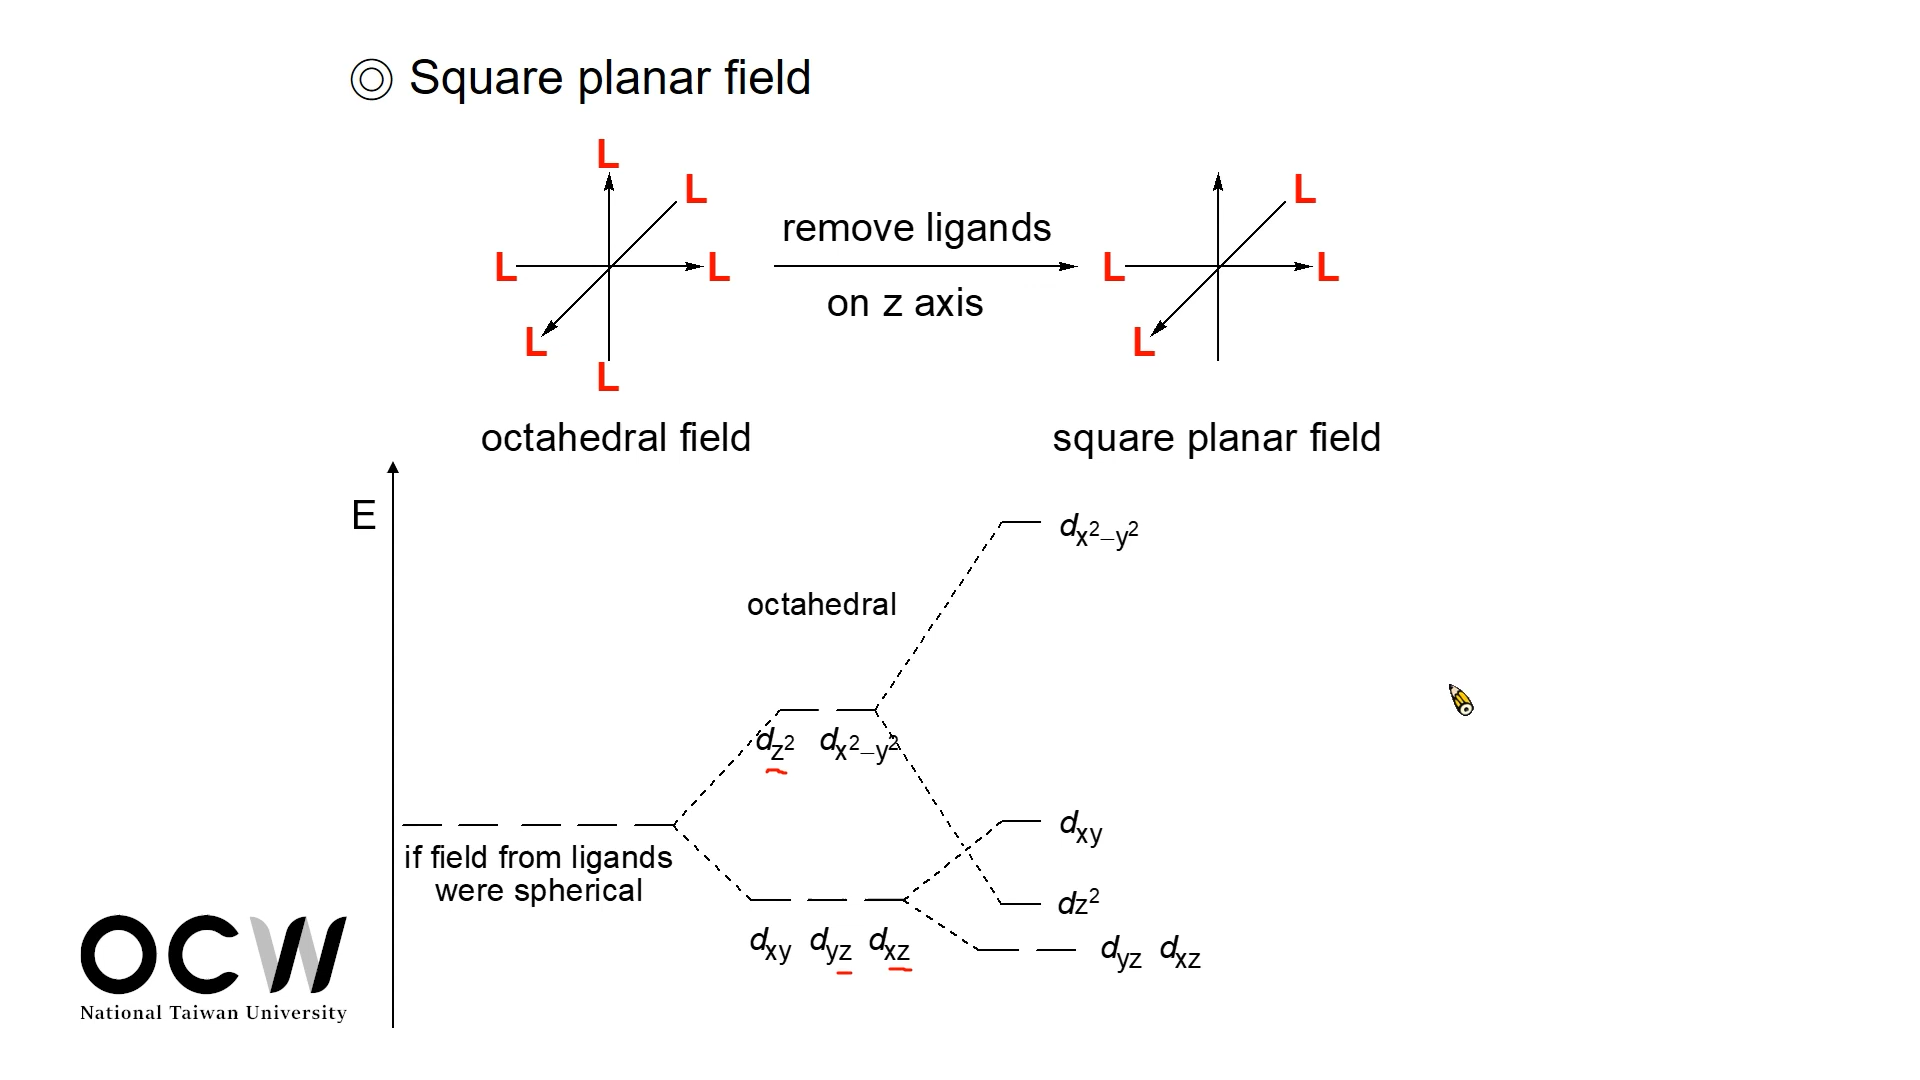 ◎ Square planar field
L
L
L
L
L
L
remove ligands
on z axis
L
L
L
L
octahedral field
square planar field
E
dx²−y²
octahedral
dz² dx²−y²
dxy
if field from ligands
were spherical
dz²
dxy dyz dxz
dyz dxz
OCW
National Taiwan University